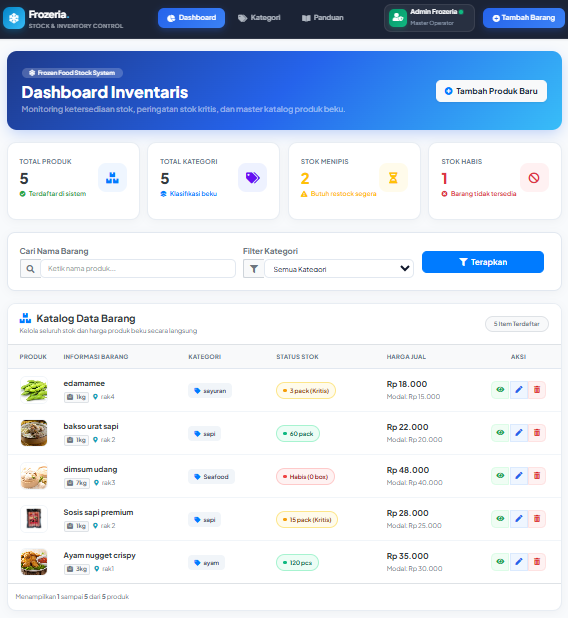 Frozeria.
STOCK & INVENTORY CONTROL
Dashboard
Kategori
Panduan
Admin Frozeria
Master Operator
Tambah Barang
Frozen Food Stock System
Dashboard Inventaris
Monitoring ketersediaan stok, peringatan stok kritis, dan master katalog produk beku.
Tambah Produk Baru
TOTAL PRODUK
5
Terdaftar di sistem
TOTAL KATEGORI
5
Klasifikasi beku
STOK MENIPIS
2
Butuh restock segera
STOK HABIS
1
Barang tidak tersedia
Cari Nama Barang
Ketik nama produk...
Filter Kategori
Semua Kategori
Terapkan
Katalog Data Barang
Kelola seluruh stok dan harga produk beku secara langsung
5 Item Terdaftar
PRODUK INFORMASI BARANG KATEGORI STATUS STOK HARGA JUAL AKSI
edamamee
1kg rak4
sayuran
3 pack (Kritis)
Rp 18.000
Modal: Rp 15.000
bakso urat sapi
1kg rak 2
sapi
60 pack
Rp 22.000
Modal: Rp 20.000
dimsum udang
7kg rak3
Seafood
Habis (0 box)
Rp 48.000
Modal: Rp 40.000
Sosis sapi premium
1kg rak 2
sapi
15 pack (Kritis)
Rp 28.000
Modal: Rp 25.000
Ayam nugget crispy
3kg rak1
ayam
120 pcs
Rp 35.000
Modal: Rp 30.000
Menampilkan 1 sampai 5 dari 5 produk